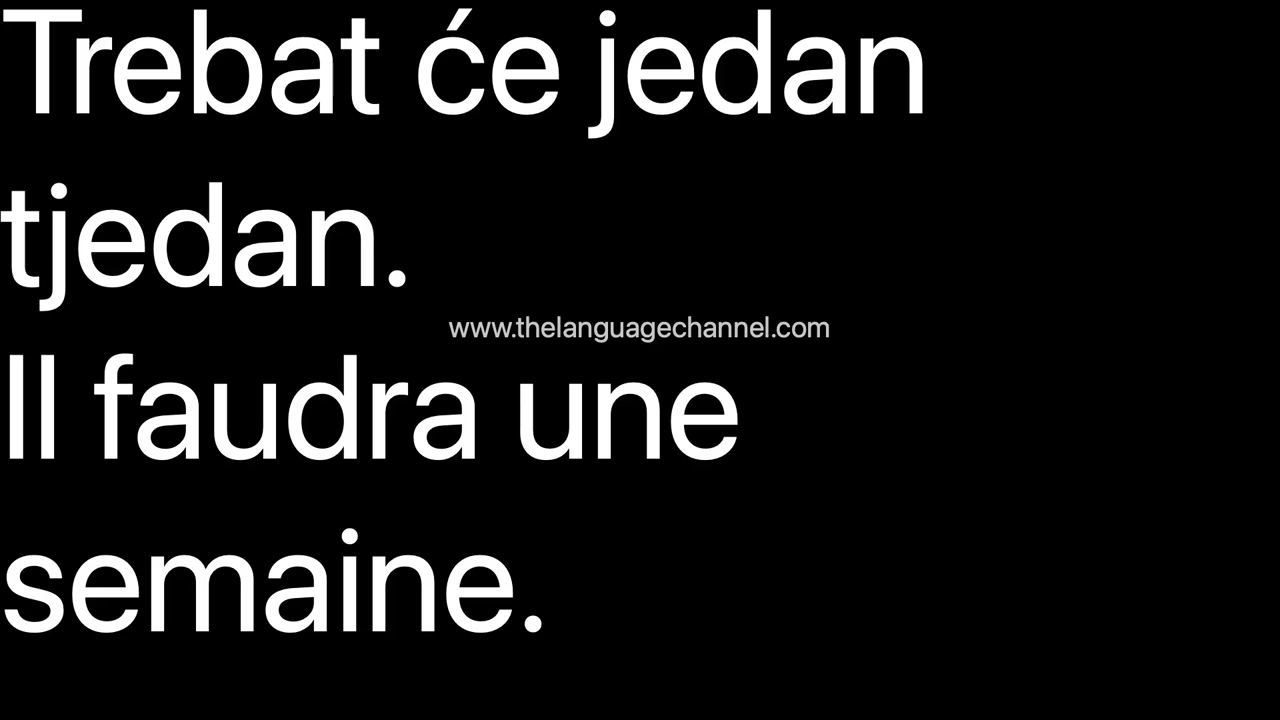 Trebat će jedan
tjedan.
www.thelanguagechannel.com
Il faudra une
semaine.